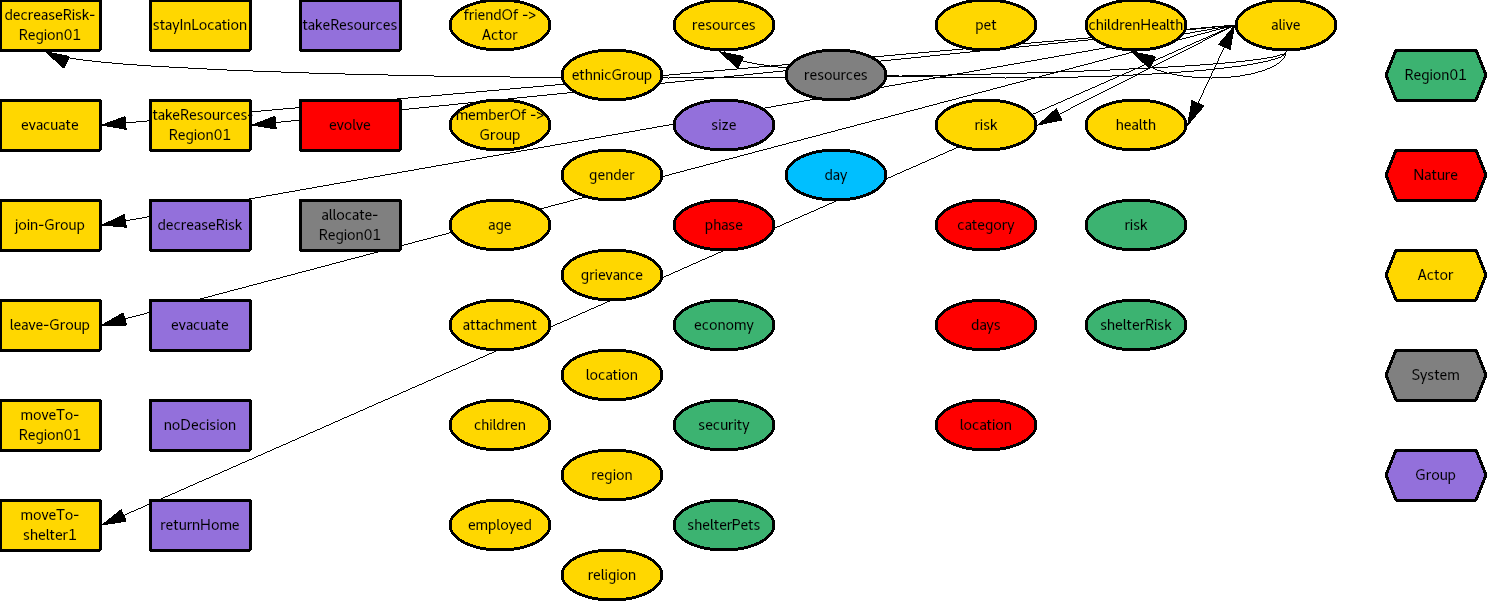 decreaseRisk-
Region01
stayInLocation
takeResources
friendOf ->
Actor
resources
pet
childrenHealth
alive
ethnicGroup
resources
Region01
evacuate
takeResources-
Region01
evolve
memberOf ->
Group
size
risk
health
gender
day
Nature
join-Group
decreaseRisk
allocate-
Region01
age
phase
category
risk
grievance
Actor
leave-Group
evacuate
attachment
economy
days
shelterRisk
location
System
moveTo-
Region01
noDecision
children
security
location
region
Group
moveTo-
shelter1
returnHome
employed
shelterPets
religion